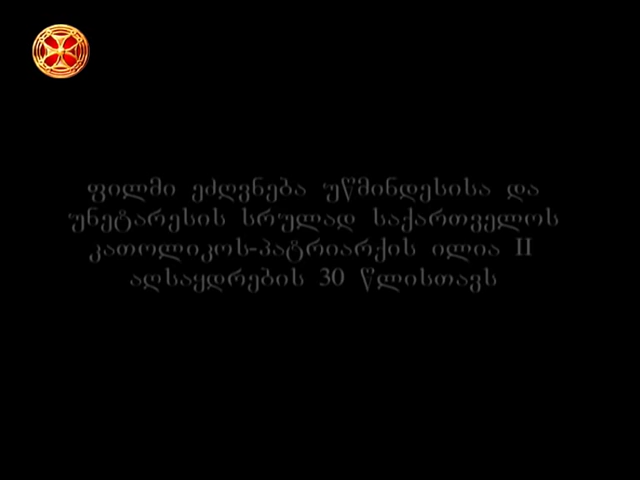 ფილმი ეძღვნება უწმინდესისა და
უნეტარესის სრულად საქართველოს
კათოლიკოს-პატრიარქის ილია II
აღსაყდრების 30 წლისთავს